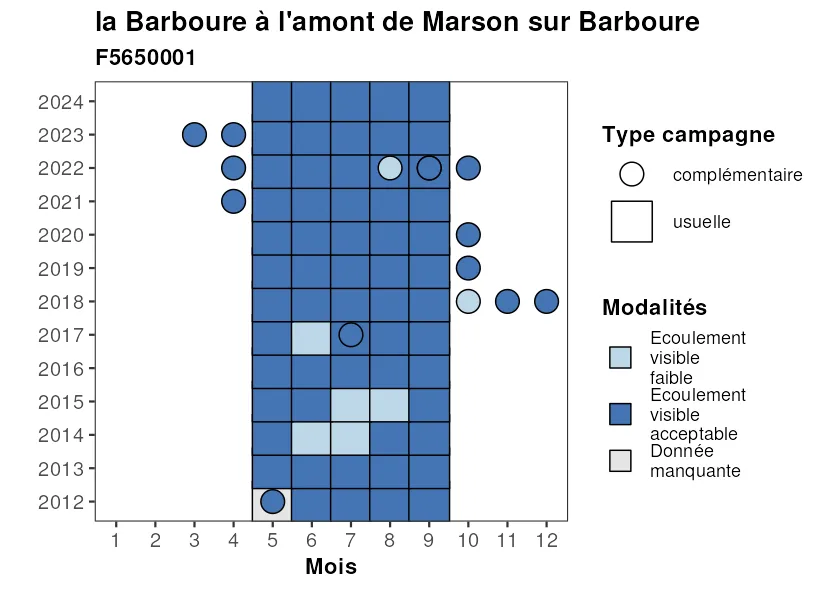 la Barboure à l'amont de Marson sur Barboure
F5650001
2024
2023
2022
2021
2020
2019
2018
2017
2016
2015
2014
2013
2012
1 2 3 4 5 6 7 8 9 10 11 12
Mois
Type campagne
complémentaire
usuelle
Modalités
Ecoulement
visible
faible
Ecoulement
visible
acceptable
Donnée
manquante